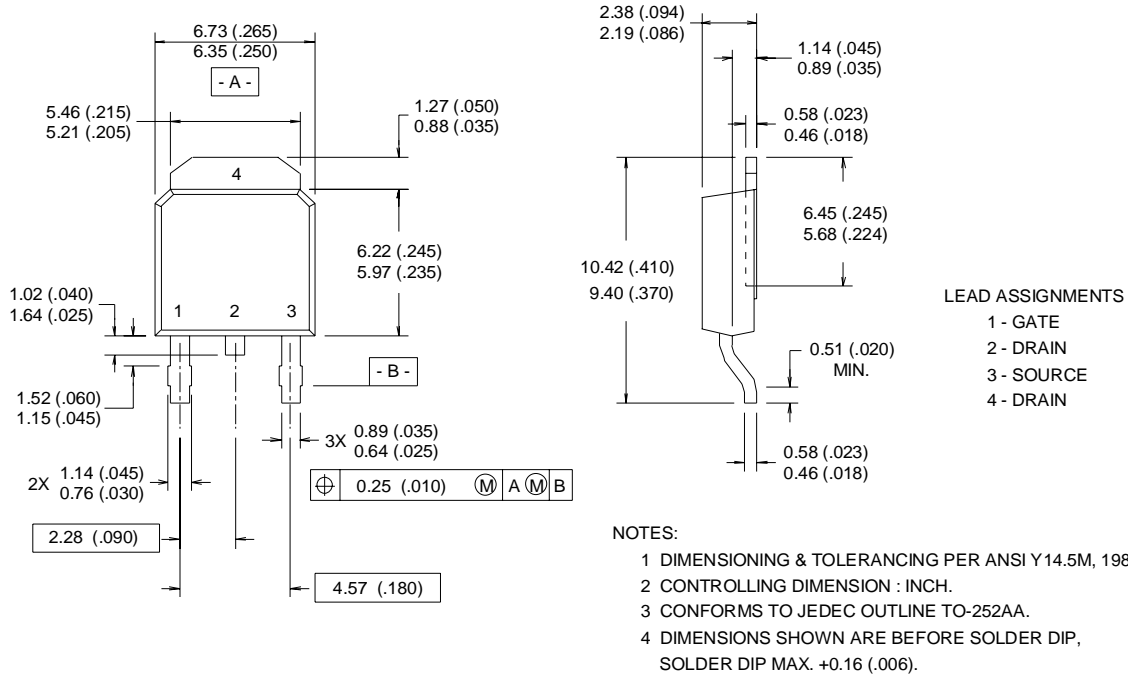 6.73 (.265)
6.35 (.250)
- A -
5.46 (.215)
5.21 (.205)
1.27 (.050)
0.88 (.035)
4
6.22 (.245)
5.97 (.235)
1.02 (.040)
1.64 (.025)
1 2 3
1.52 (.060)
1.15 (.045)
- B -
3X 0.89 (.035)
0.64 (.025)
2X 1.14 (.045)
0.76 (.030)
⌖ 0.25 (.010) Ⓜ A Ⓜ B
2.28 (.090)
4.57 (.180)
2.38 (.094)
2.19 (.086)
1.14 (.045)
0.89 (.035)
0.58 (.023)
0.46 (.018)
6.45 (.245)
5.68 (.224)
10.42 (.410)
9.40 (.370)
0.51 (.020)
MIN.
0.58 (.023)
0.46 (.018)
LEAD ASSIGNMENTS
1 - GATE
2 - DRAIN
3 - SOURCE
4 - DRAIN
NOTES:
1 DIMENSIONING & TOLERANCING PER ANSI Y14.5M, 198
2 CONTROLLING DIMENSION : INCH.
3 CONFORMS TO JEDEC OUTLINE TO-252AA.
4 DIMENSIONS SHOWN ARE BEFORE SOLDER DIP,
SOLDER DIP MAX. +0.16 (.006).